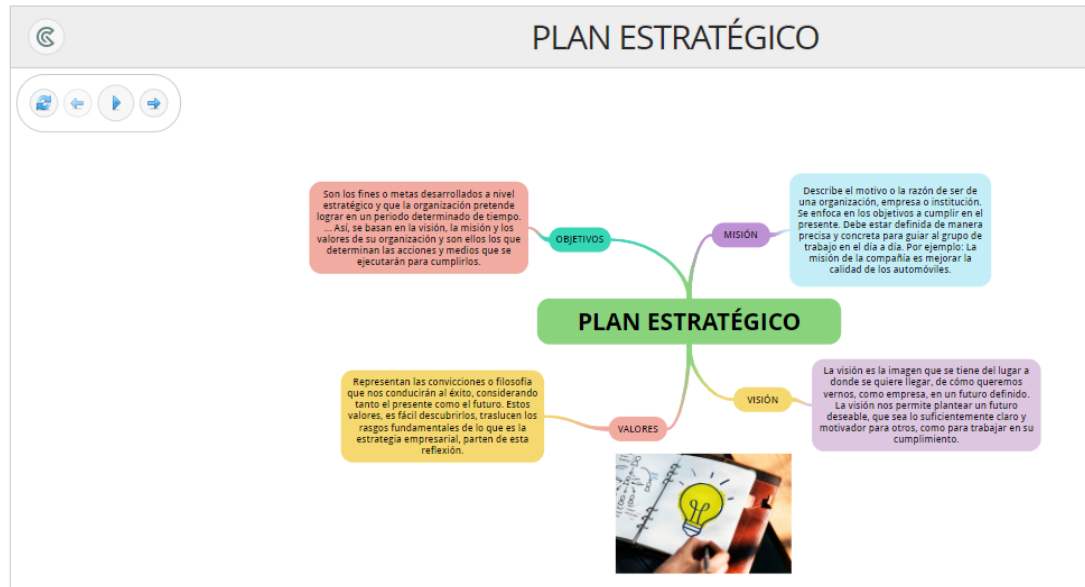 PLAN ESTRATÉGICO
Son los fines o metas desarrollados a nivel
estratégico y que la organización pretende
lograr en un periodo determinado de tiempo.
... Así, se basan en la visión, la misión y los
valores de su organización y son ellos los que
determinan las acciones y medios que se
ejecutarán para cumplirlos.
OBJETIVOS
MISIÓN
Describe el motivo o la razón de ser de
una organización, empresa o institución.
Se enfoca en los objetivos a cumplir en el
presente. Debe estar definida de manera
precisa y concreta para guiar al grupo de
trabajo en el día a día. Por ejemplo: La
misión de la compañía es mejorar la
calidad de los automóviles.
PLAN ESTRATÉGICO
Representan las convicciones o filosofía
que nos conducirán al éxito, considerando
tanto el presente como el futuro. Estos
valores, es fácil descubrirlos, traslucen los
rasgos fundamentales de lo que es la
estrategia empresarial, parten de esta
reflexión.
VALORES
VISIÓN
La visión es la imagen que se tiene del lugar a
donde se quiere llegar, de cómo queremos
vernos, como empresa, en un futuro definido.
La visión nos permite plantear un futuro
deseable, que sea lo suficientemente claro y
motivador para otros, como para trabajar en su
cumplimiento.